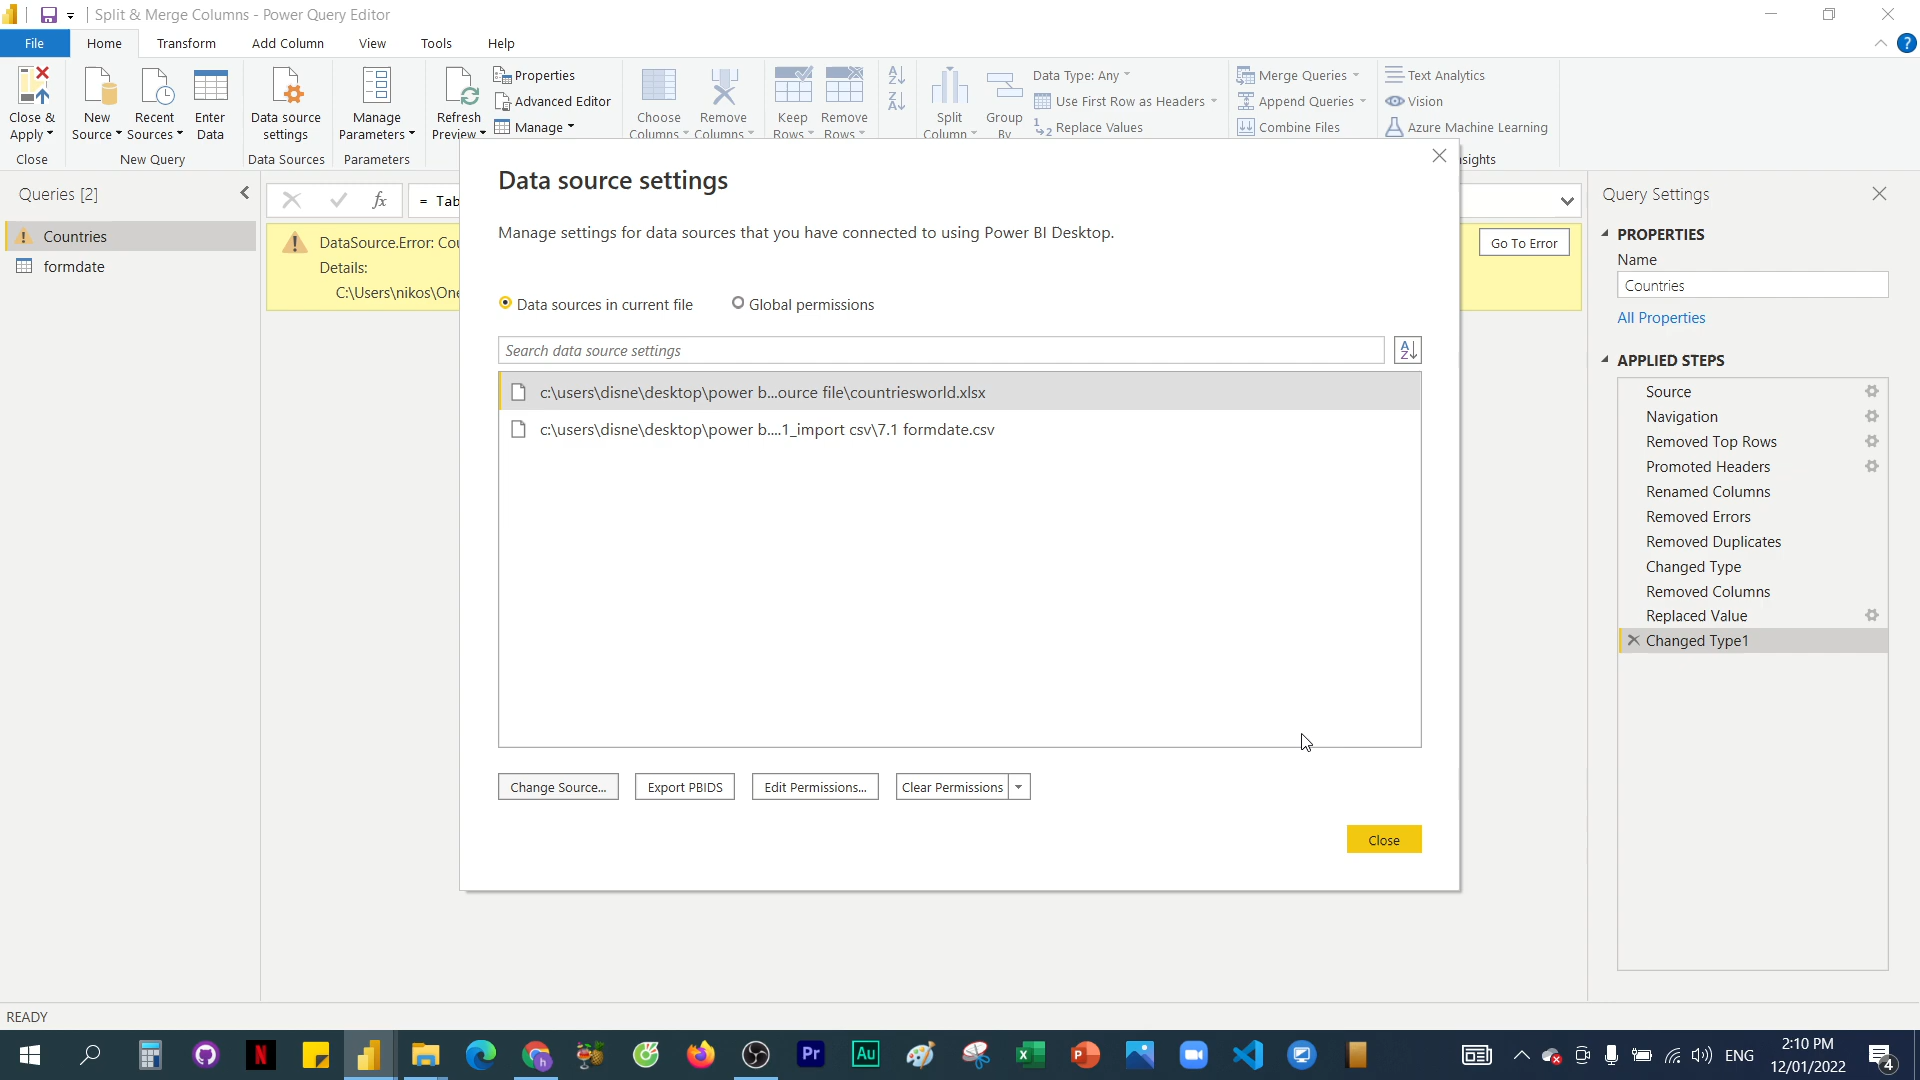 Split & Merge Columns - Power Query Editor
File
Home
Transform
Add Column
View
Tools
Help
?
Close &
Apply
Close
New
Source
Recent
Sources
Enter
Data
New Query
Data source
settings
Data Sources
Manage
Parameters
Parameters
Refresh
Preview
Properties
Advanced Editor
Manage
Choose
Columns
Remove
Columns
Keep
Rows
Remove
Rows
Split
Column
Group
By
Data Type: Any
Use First Row as Headers
Replace Values
Merge Queries
Append Queries
Combine Files
Text Analytics
Vision
Azure Machine Learning
sights
Queries [2]
Countries
formdate
fx
= Tab
DataSource.Error: Cou
Details:
C:\Users\nikos\One
Go To Error
Data source settings
Manage settings for data sources that you have connected to using Power BI Desktop.
Data sources in current file
Global permissions
Search data source settings
c:\users\disne\desktop\power b...ource file\countriesworld.xlsx
c:\users\disne\desktop\power b....1_import csv\7.1 formdate.csv
Change Source...
Export PBIDS
Edit Permissions...
Clear Permissions
Close
Query Settings
PROPERTIES
Name
Countries
All Properties
APPLIED STEPS
Source
Navigation
Removed Top Rows
Promoted Headers
Renamed Columns
Removed Errors
Removed Duplicates
Changed Type
Removed Columns
Replaced Value
Changed Type1
READY
N
h
Pr
Au
ENG
2:10 PM
12/01/2022
4